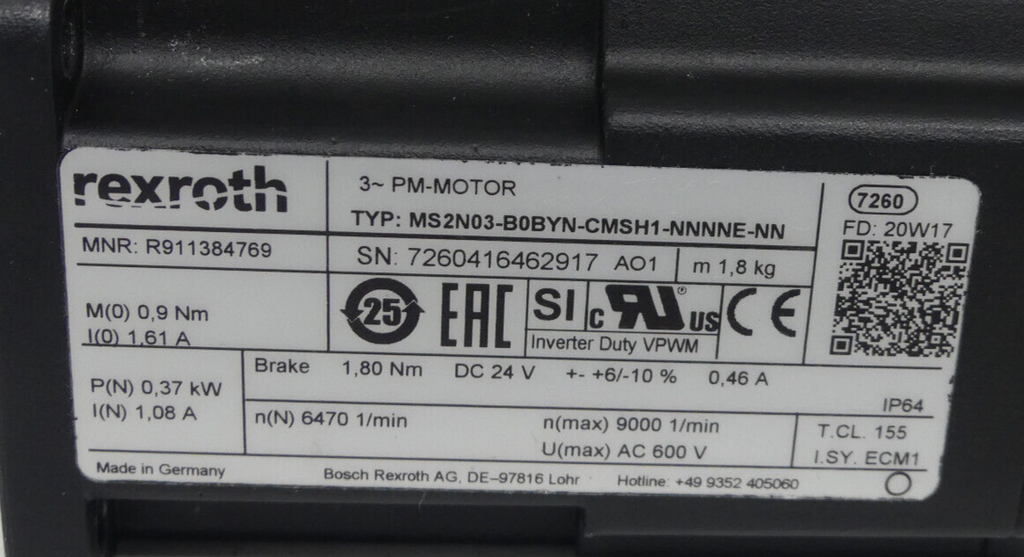 rexroth
3~ PM-MOTOR
TYP: MS2N03-B0BYN-CMSH1-NNNNE-NN
7260
FD: 20W17
MNR: R911384769
SN: 7260416462917 AO1
m 1,8 kg
M(0) 0,9 Nm
I(0) 1,61 A
25
EAC
SI
c RU US
CE
Inverter Duty VPWM
P(N) 0,37 kW
I(N) 1,08 A
Brake 1,80 Nm DC 24 V +- +6/-10 % 0,46 A
IP64
n(N) 6470 1/min
n(max) 9000 1/min
U(max) AC 600 V
T.CL. 155
I.SY. ECM1
Made in Germany
Bosch Rexroth AG, DE-97816 Lohr
Hotline: +49 9352 405060